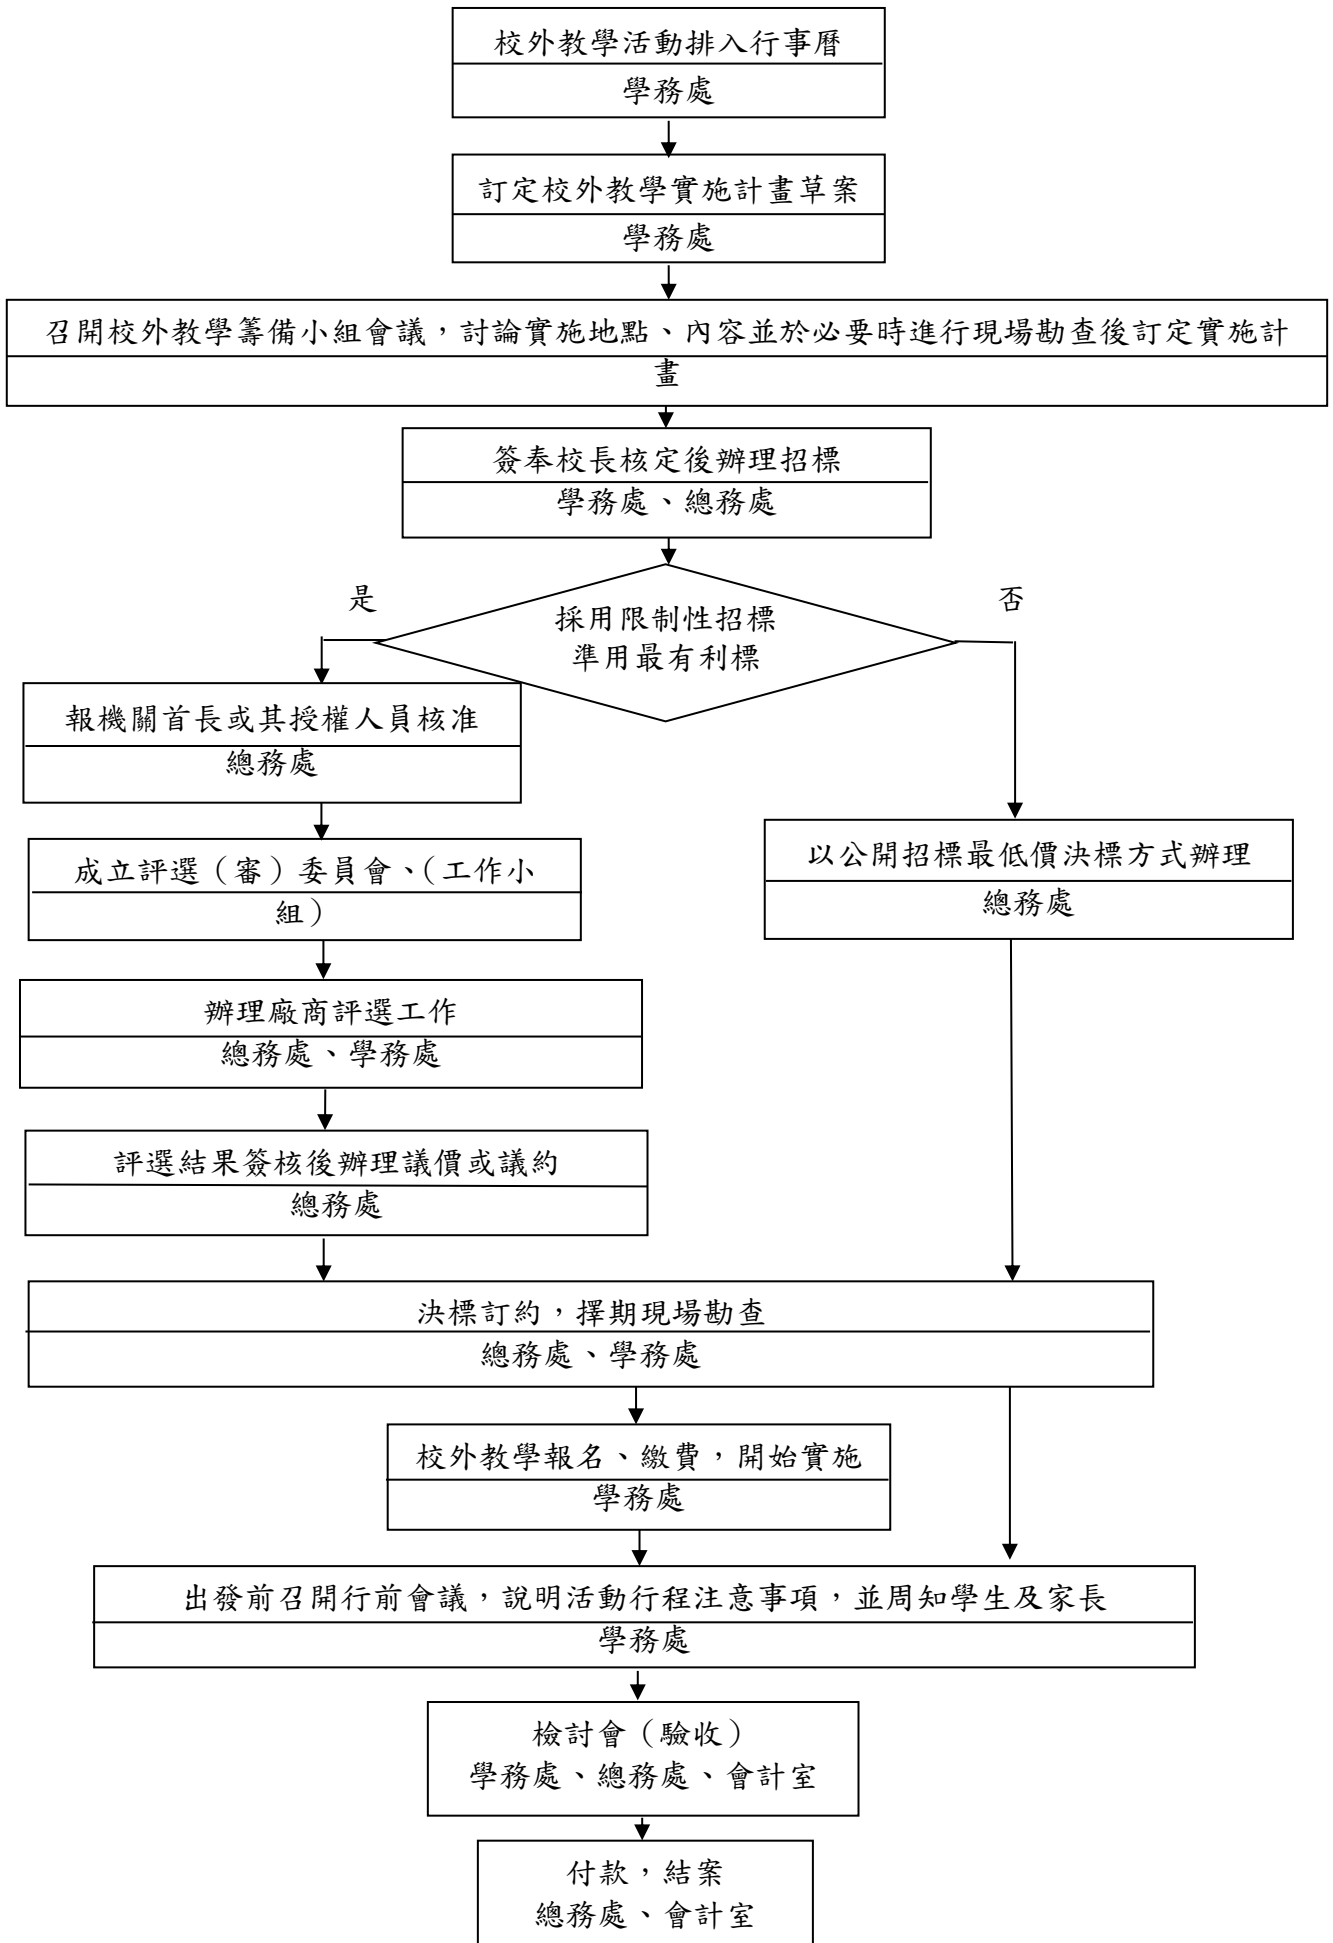 校外教學活動排入行事曆
學務處
訂定校外教學實施計畫草案
學務處
召開校外教學籌備小組會議，討論實施地點、內容並於必要時進行現場勘查後訂定實施計
畫
簽奉校長核定後辦理招標
學務處、總務處
是
否
採用限制性招標
準用最有利標
報機關首長或其授權人員核准
總務處
成立評選（審）委員會、（工作小
組）
以公開招標最低價決標方式辦理
總務處
辦理廠商評選工作
總務處、學務處
評選結果簽核後辦理議價或議約
總務處
決標訂約，擇期現場勘查
總務處、學務處
校外教學報名、繳費，開始實施
學務處
出發前召開行前會議，說明活動行程注意事項，並周知學生及家長
學務處
檢討會（驗收）
學務處、總務處、會計室
付款，結案
總務處、會計室